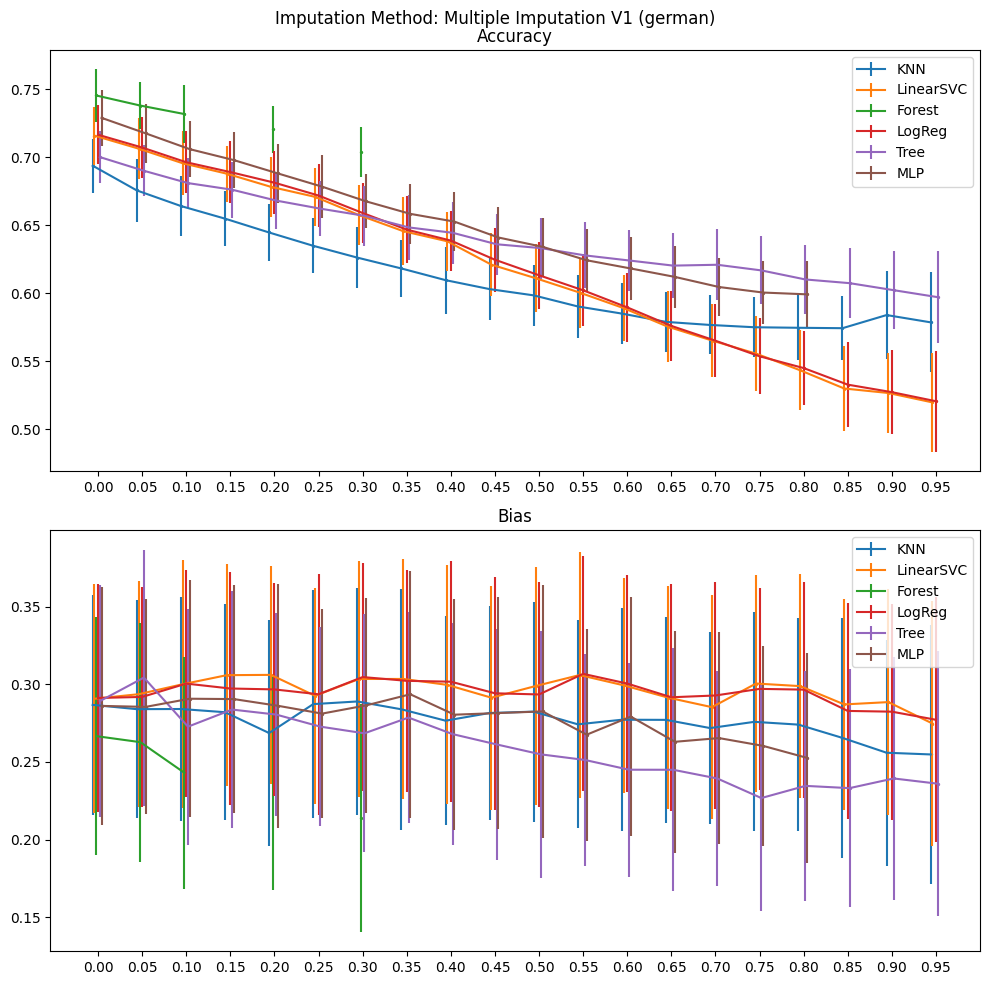 Imputation Method: Multiple Imputation V1 (german)
Accuracy
KNN
LinearSVC
Forest
LogReg
Tree
MLP
0.75
0.70
0.65
0.60
0.55
0.50
0.00 0.05 0.10 0.15 0.20 0.25 0.30 0.35 0.40 0.45 0.50 0.55 0.60 0.65 0.70 0.75 0.80 0.85 0.90 0.95
Bias
KNN
LinearSVC
Forest
LogReg
Tree
MLP
0.35
0.30
0.25
0.20
0.15
0.00 0.05 0.10 0.15 0.20 0.25 0.30 0.35 0.40 0.45 0.50 0.55 0.60 0.65 0.70 0.75 0.80 0.85 0.90 0.95